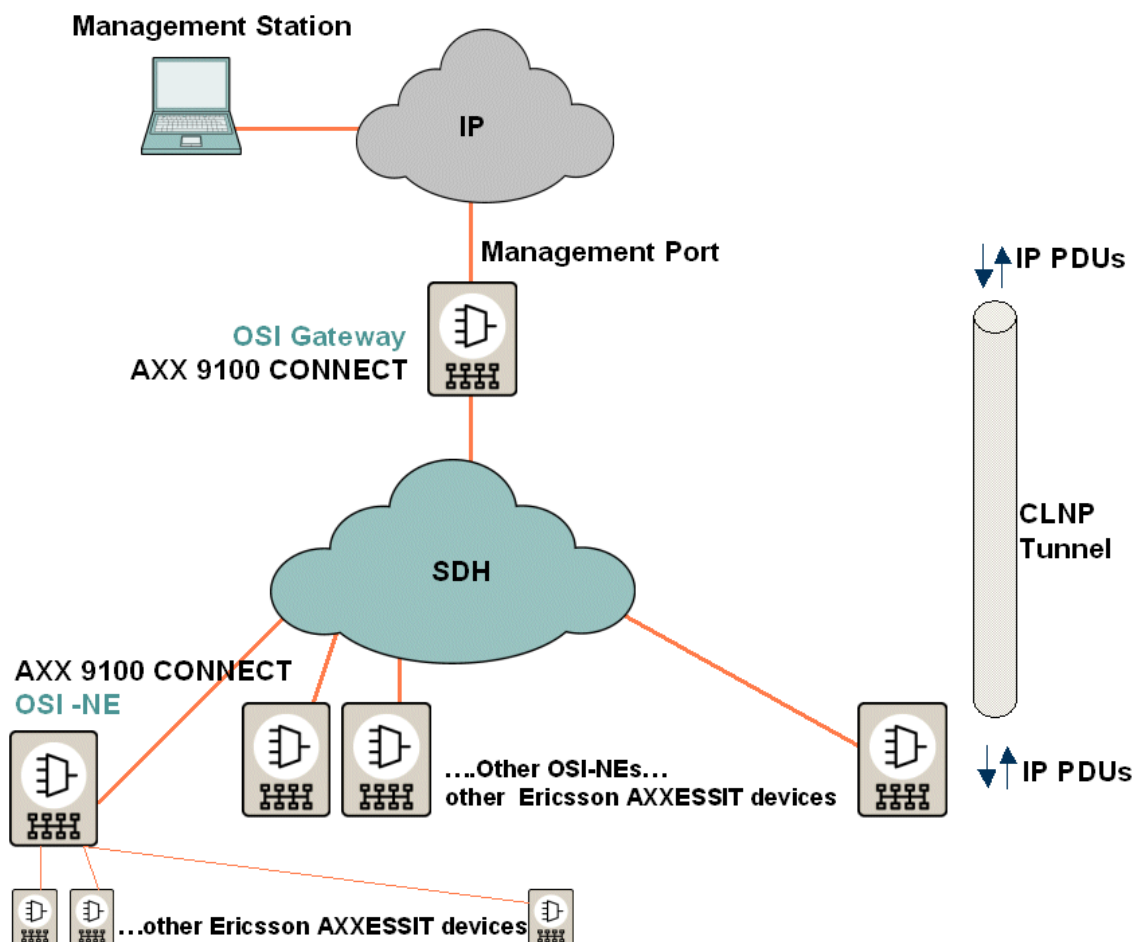 Management Station
IP
Management Port
IP PDUs
OSI Gateway
AXX 9100 CONNECT
CLNP
Tunnel
SDH
AXX 9100 CONNECT
OSI -NE
....Other OSI-NEs...
other Ericsson AXXESSIT devices
IP PDUs
...other Ericsson AXXESSIT devices